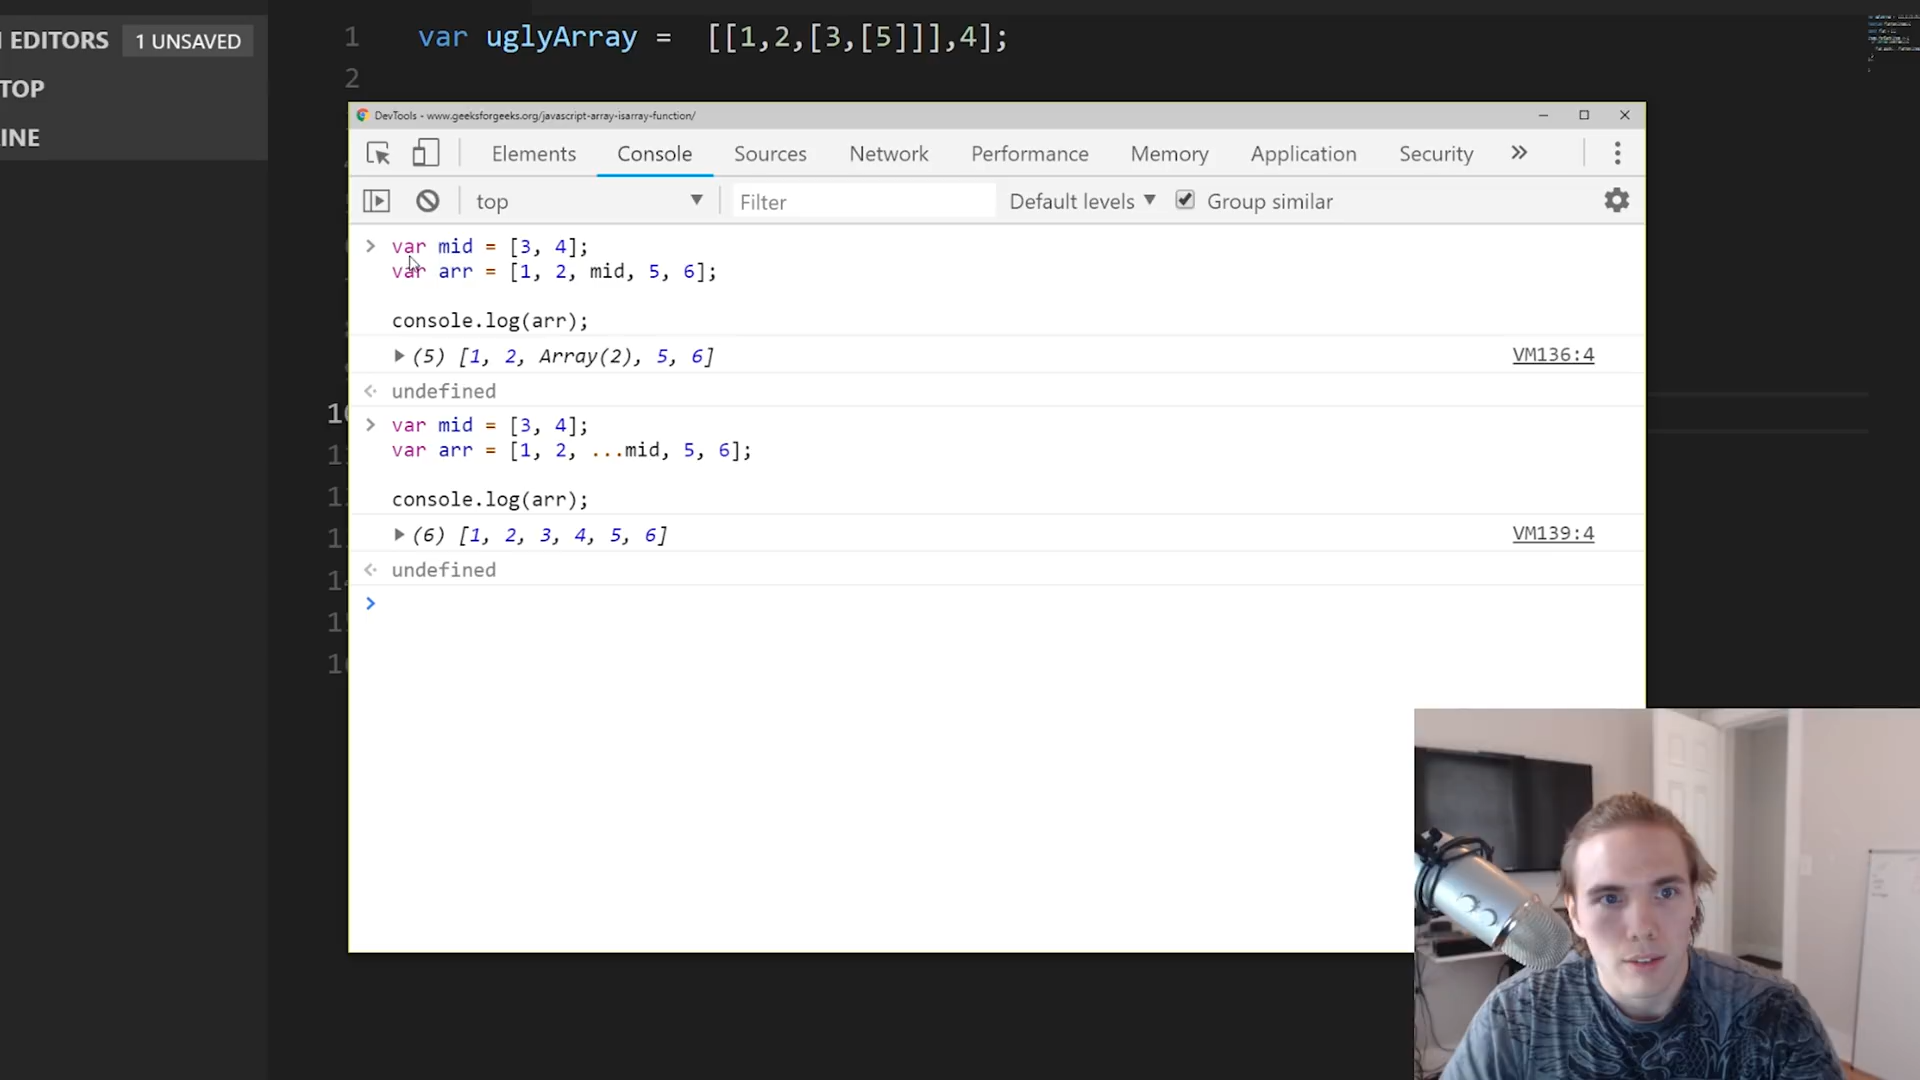 EDITORS 1 UNSAVED
TOP
INE
1 var uglyArray = [[1,2,[3,[5]]],4];
2
DevTools - www.geeksforgeeks.org/javascript-array-isarray-function/
Elements Console Sources Network Performance Memory Application Security »
top Filter Default levels Group similar
> var mid = [3, 4];
var arr = [1, 2, mid, 5, 6];
console.log(arr);
(5) [1, 2, Array(2), 5, 6] VM136:4
undefined
> var mid = [3, 4];
var arr = [1, 2, ...mid, 5, 6];
console.log(arr);
(6) [1, 2, 3, 4, 5, 6] VM139:4
undefined
>